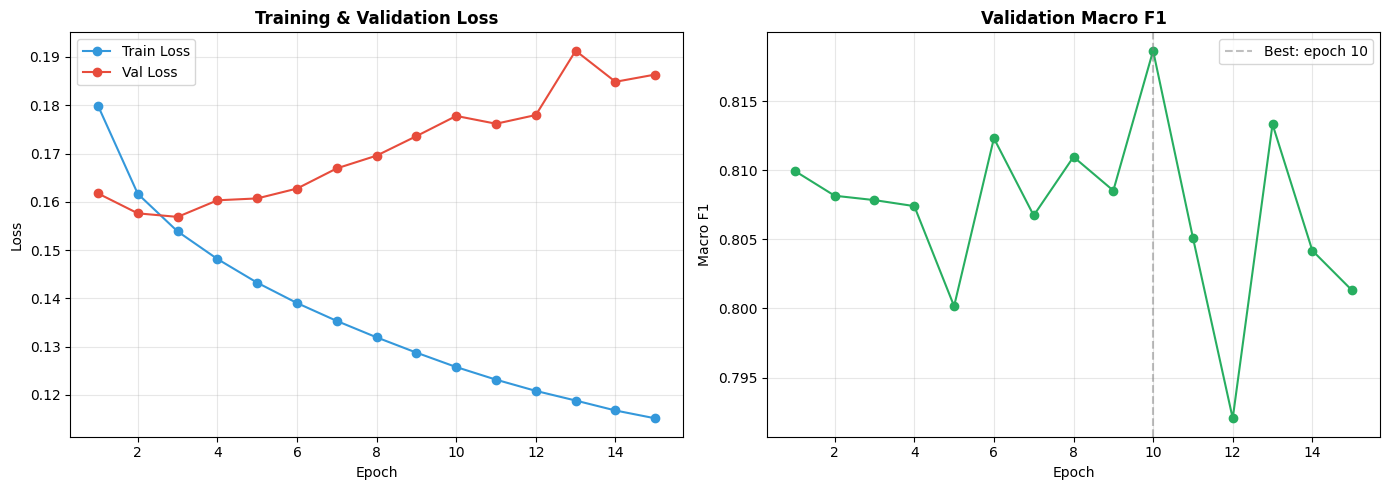 Training & Validation Loss
Train Loss
Val Loss
Loss
0.19
0.18
0.17
0.16
0.15
0.14
0.13
0.12
2 4 6 8 10 12 14
Epoch
Validation Macro F1
Best: epoch 10
Macro F1
0.815
0.810
0.805
0.800
0.795
2 4 6 8 10 12 14
Epoch